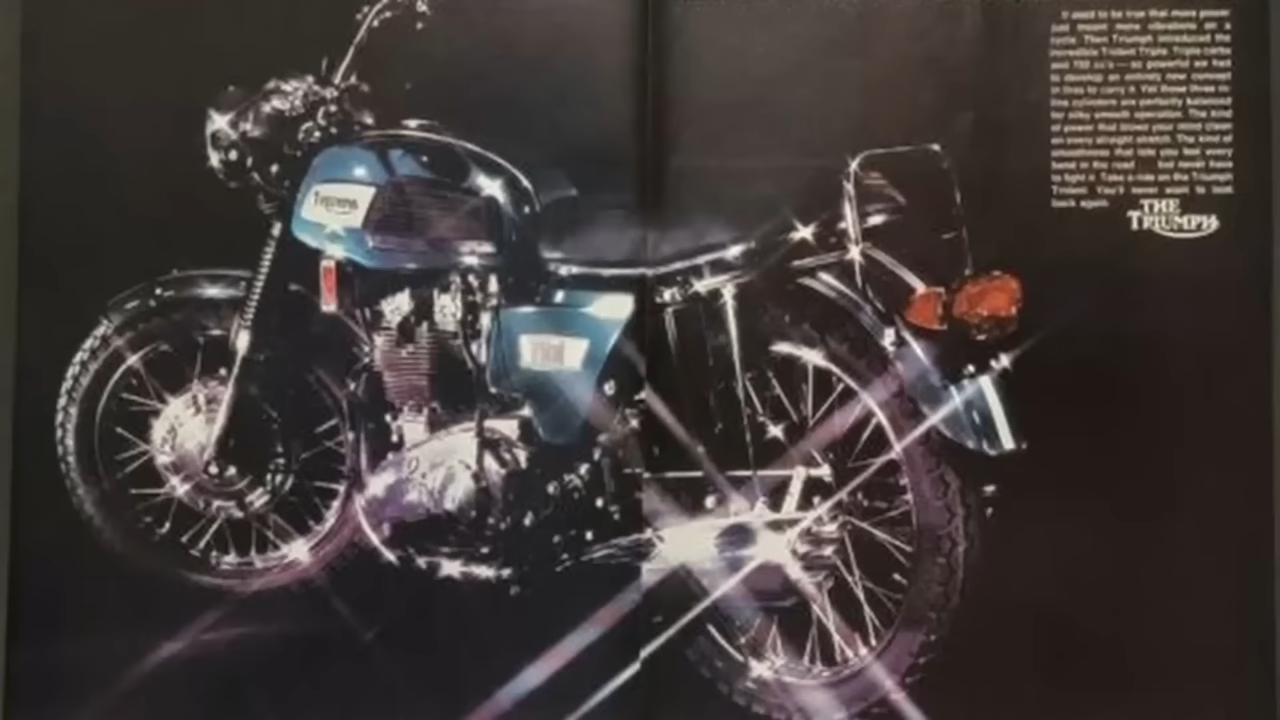 It used to be true that more power
just meant more vibrations on a
cycle. Then Triumph introduced the
incredible Trident Triple. Triple carbs
and 750 cc's — so powerful we had
to develop an entirely new concept
in tires to carry it. Yet those three in-
line cylinders are perfectly balanced
for silky smooth operation. The kind
of power that blows your mind clean
on every straight stretch. The kind of
smoothness that lets you feel every
bend in the road but never have
to fight it. Take a ride on the Triumph
Trident. You'll never want to look
back again.
THE
TRIUMPH
TRIUMPH